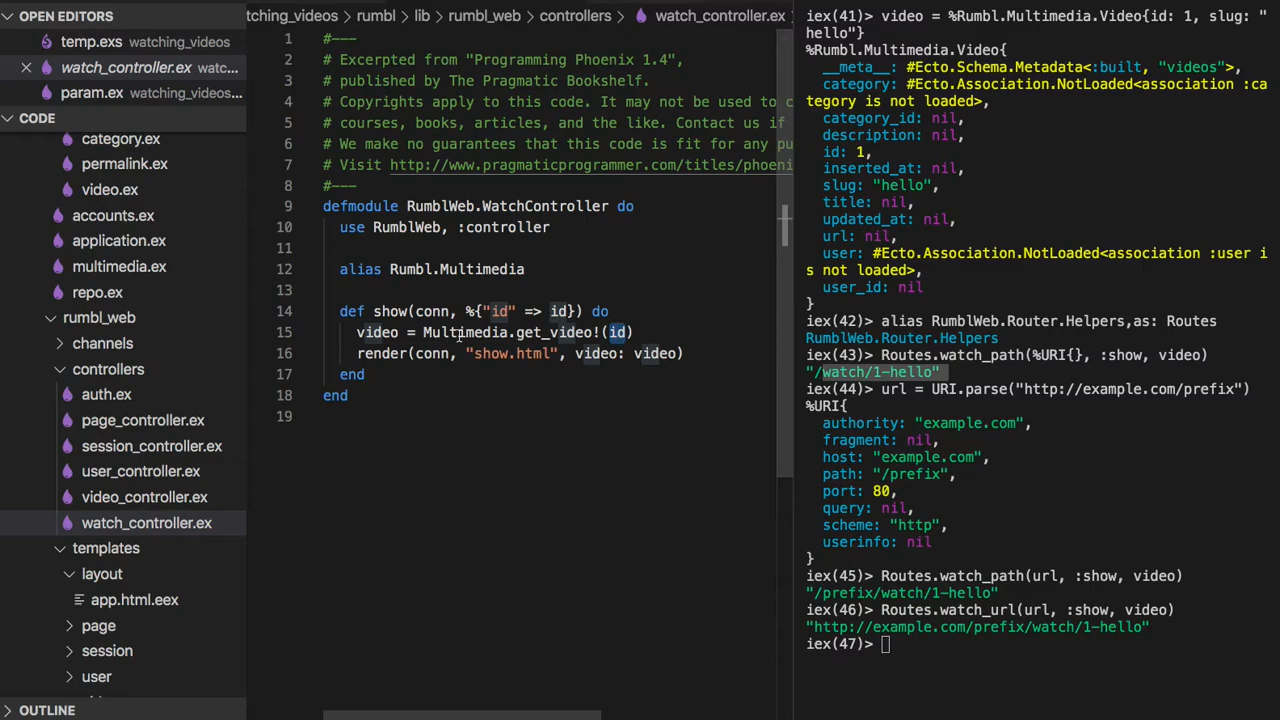 OPEN EDITORS
temp.exs watching_videos
watch_controller.ex watc...
param.ex watching_videos...
CODE
category.ex
permalink.ex
video.ex
accounts.ex
application.ex
multimedia.ex
repo.ex
rumbl_web
channels
controllers
auth.ex
page_controller.ex
session_controller.ex
user_controller.ex
video_controller.ex
watch_controller.ex
templates
layout
app.html.eex
page
session
user
OUTLINE
tching_videos > rumbl > lib > rumbl_web > controllers > watch_controller.ex
1 #---
2 # Excerpted from "Programming Phoenix 1.4",
3 # published by The Pragmatic Bookshelf.
4 # Copyrights apply to this code. It may not be used to c
5 # courses, books, articles, and the like. Contact us if
6 # We make no guarantees that this code is fit for any pu
7 # Visit http://www.pragmaticprogrammer.com/titles/phoeni
8 #---
9 defmodule RumblWeb.WatchController do
10 use RumblWeb, :controller
11
12 alias Rumbl.Multimedia
13
14 def show(conn, %{"id" => id}) do
15 video = Multimedia.get_video!(id)
16 render(conn, "show.html", video: video)
17 end
18 end
19
iex(41)> video = %Rumbl.Multimedia.Video{id: 1, slug: "
hello"}
%Rumbl.Multimedia.Video{
__meta__: #Ecto.Schema.Metadata<:built, "videos">,
category: #Ecto.Association.NotLoaded<association :ca
tegory is not loaded>,
category_id: nil,
description: nil,
id: 1,
inserted_at: nil,
slug: "hello",
title: nil,
updated_at: nil,
url: nil,
user: #Ecto.Association.NotLoaded<association :user i
s not loaded>,
user_id: nil
}
iex(42)> alias RumblWeb.Router.Helpers,as: Routes
RumblWeb.Router.Helpers
iex(43)> Routes.watch_path(%URI{}, :show, video)
"/watch/1-hello"
iex(44)> url = URI.parse("http://example.com/prefix")
%URI{
authority: "example.com",
fragment: nil,
host: "example.com",
path: "/prefix",
port: 80,
query: nil,
scheme: "http",
userinfo: nil
}
iex(45)> Routes.watch_path(url, :show, video)
"/prefix/watch/1-hello"
iex(46)> Routes.watch_url(url, :show, video)
"http://example.com/prefix/watch/1-hello"
iex(47)>